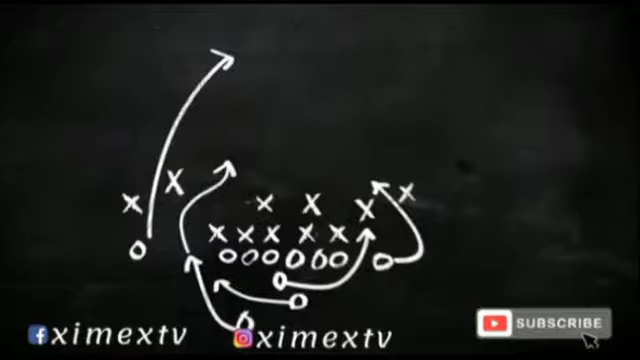 X X
X X X X
X X X X X
O O O O O O O O
O
O
O
ximextv ximextv SUBSCRIBE